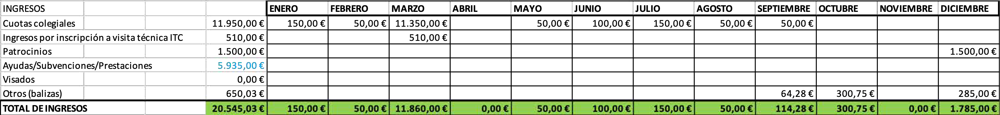 INGRESOS ENERO FEBRERO MARZO ABRIL MAYO JUNIO JULIO AGOSTO SEPTIEMBRE OCTUBRE NOVIEMBRE DICIEMBRE
Cuotas colegiales 11.950,00 € 150,00 € 50,00 € 11.350,00 € 50,00 € 100,00 € 150,00 € 50,00 € 50,00 €
Ingresos por inscripción a visita técnica ITC 510,00 € 510,00 €
Patrocinios 1.500,00 € 1.500,00 €
Ayudas/Subvenciones/Prestaciones 5.935,00 €
Visados 0,00 €
Otros (balizas) 650,03 € 64,28 € 300,75 € 285,00 €
TOTAL DE INGRESOS 20.545,03 € 150,00 € 50,00 € 11.860,00 € 0,00 € 50,00 € 100,00 € 150,00 € 50,00 € 114,28 € 300,75 € 0,00 € 1.785,00 €